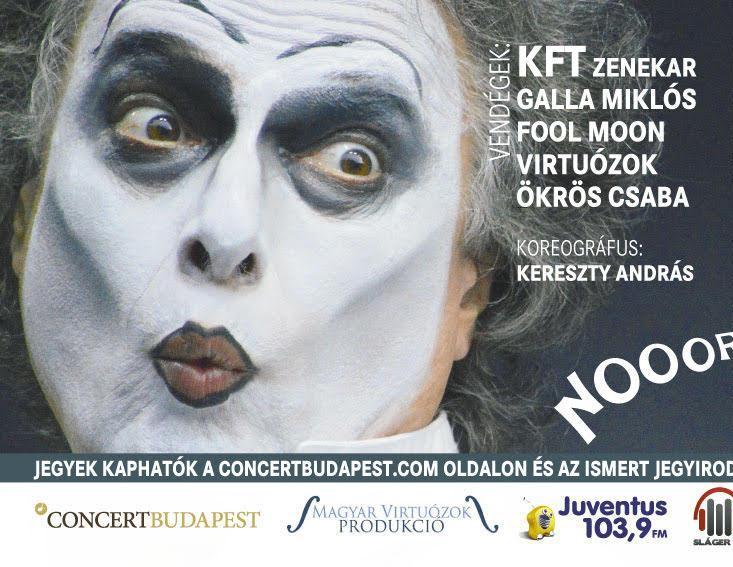 VENDÉGEK:
KFT ZENEKAR
GALLA MIKLÓS
FOOL MOON
VIRTUÓZOK
ÖKRÖS CSABA
KOREOGRÁFUS:
KERESZTY ANDRÁS
NOOOR
JEGYEK KAPHATÓK A CONCERTBUDAPEST.COM OLDALON ÉS AZ ISMERT JEGYIROD
CONCERTBUDAPEST
MAGYAR VIRTUÓZOK
PRODUKCIÓ
Juventus
103,9 FM
SLÁGER